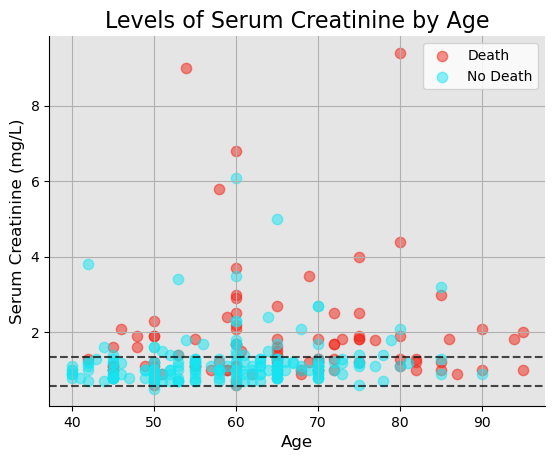 Levels of Serum Creatinine by Age
Death
No Death
Serum Creatinine (mg/L)
8
6
4
2
40 50 60 70 80 90
Age